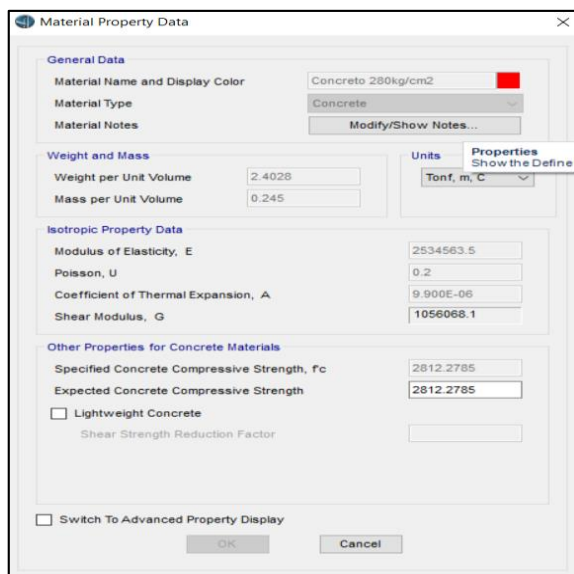 Material Property Data
General Data
Material Name and Display Color Concreto 280kg/cm2
Material Type Concrete
Material Notes Modify/Show Notes...
Properties
Show the Define
Weight and Mass
Weight per Unit Volume 2.4028
Mass per Unit Volume 0.245
Units
Tonf, m, C
Isotropic Property Data
Modulus of Elasticity, E 2534563.5
Poisson, U 0.2
Coefficient of Thermal Expansion, A 9.900E-06
Shear Modulus, G 1056068.1
Other Properties for Concrete Materials
Specified Concrete Compressive Strength, f'c 2812.2785
Expected Concrete Compressive Strength 2812.2785
Lightweight Concrete
Shear Strength Reduction Factor
Switch To Advanced Property Display
OK Cancel